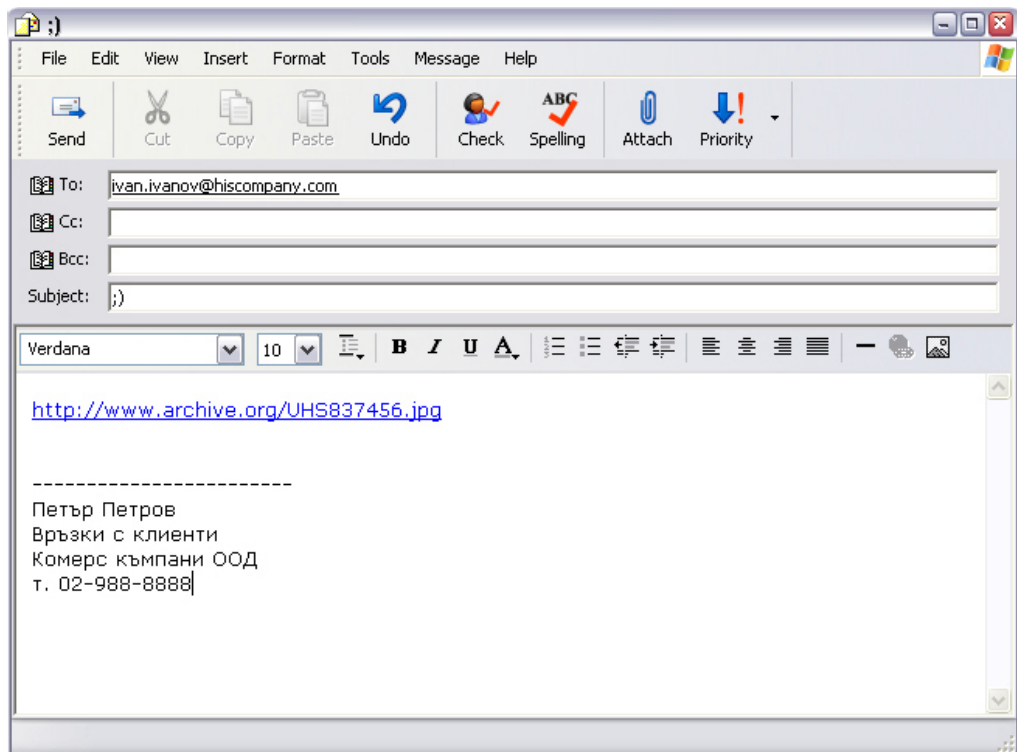 ;)
File Edit View Insert Format Tools Message Help
Send Cut Copy Paste Undo Check ABC Spelling Attach Priority
To: ivan.ivanov@hiscompany.com
Cc:
Bcc:
Subject: ;)
Verdana 10 B I U A
http://www.archive.org/UHS837456.jpg
------------------------
Петър Петров
Връзки с клиенти
Комерс къмпани ООД
т. 02-988-8888